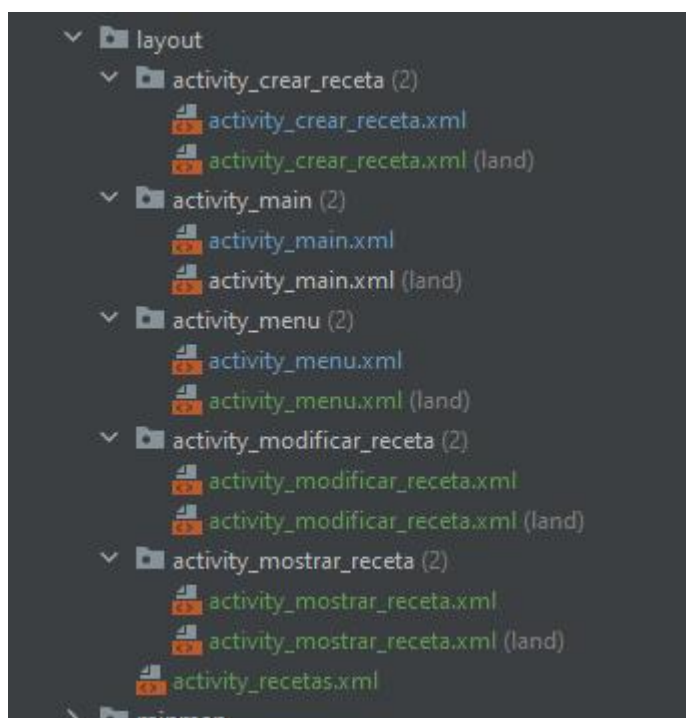 layout
activity_crear_receta (2)
activity_crear_receta.xml
activity_crear_receta.xml (land)
activity_main (2)
activity_main.xml
activity_main.xml (land)
activity_menu (2)
activity_menu.xml
activity_menu.xml (land)
activity_modificar_receta (2)
activity_modificar_receta.xml
activity_modificar_receta.xml (land)
activity_mostrar_receta (2)
activity_mostrar_receta.xml
activity_mostrar_receta.xml (land)
activity_recetas.xml